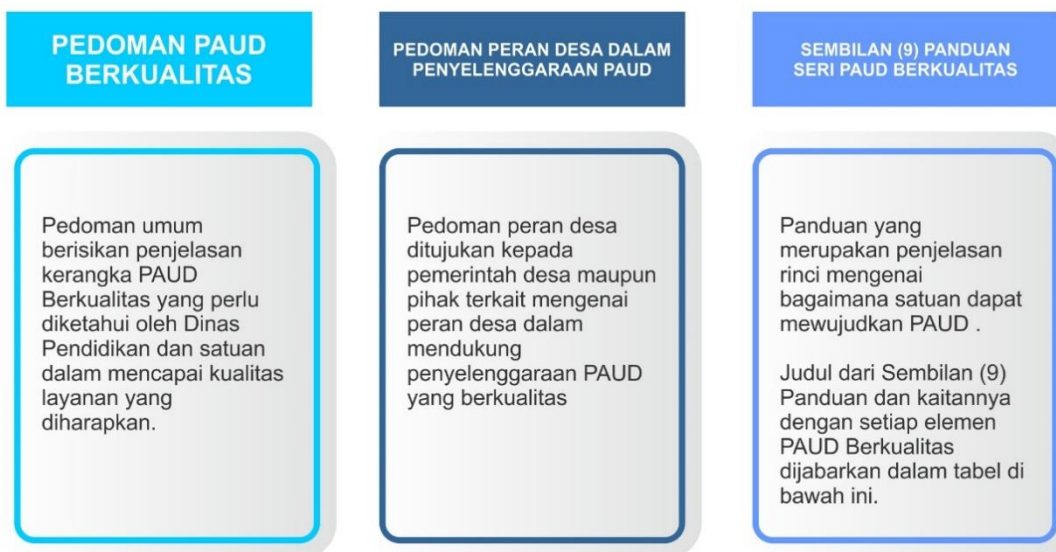 PEDOMAN PAUD
BERKUALITAS
PEDOMAN PERAN DESA DALAM
PENYELENGGARAAN PAUD
SEMBILAN (9) PANDUAN
SERI PAUD BERKUALITAS
Pedoman umum
berisikan penjelasan
kerangka PAUD
Berkualitas yang perlu
diketahui oleh Dinas
Pendidikan dan satuan
dalam mencapai kualitas
layanan yang
diharapkan.
Pedoman peran desa
ditujukan kepada
pemerintah desa maupun
pihak terkait mengenai
peran desa dalam
mendukung
penyelenggaraan PAUD
yang berkualitas
Panduan yang
merupakan penjelasan
rinci mengenai
bagaimana satuan dapat
mewujudkan PAUD .
Judul dari Sembilan (9)
Panduan dan kaitannya
dengan setiap elemen
PAUD Berkualitas
dijabarkan dalam tabel di
bawah ini.